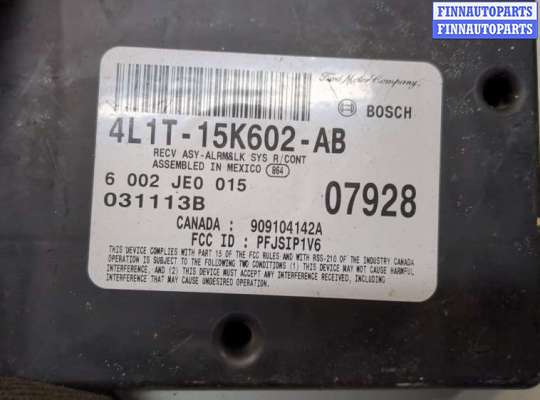 FINNAUTOPARTS
FINNAUTOPARTS
Ford Motor Company,
BOSCH
4L1T-15K602-AB
RECV ASY-ALRM&LK SYS R/CONT
ASSEMBLED IN MEXICO 864
6 002 JE0 015
031113B
07928
CANADA : 909104142A
FCC ID : PFJSIP1V6
THIS DEVICE COMPLIES WITH PART 15 OF THE FCC RULES AND WITH RSS-210 OF THE INDUSTRY CANADA
OPERATION IS SUBJECT TO THE FOLLOWING TWO CONDITIONS (1) THIS DEVICE MAY NOT CAUSE HARMFUL
INTERFERENCE, AND (2) THIS DEVICE MUST ACCEPT ANY INTERFERENCE RECEIVED, INCLUDING
INTERFERENCE THAT MAY CAUSE UNDESIRED OPERATION.